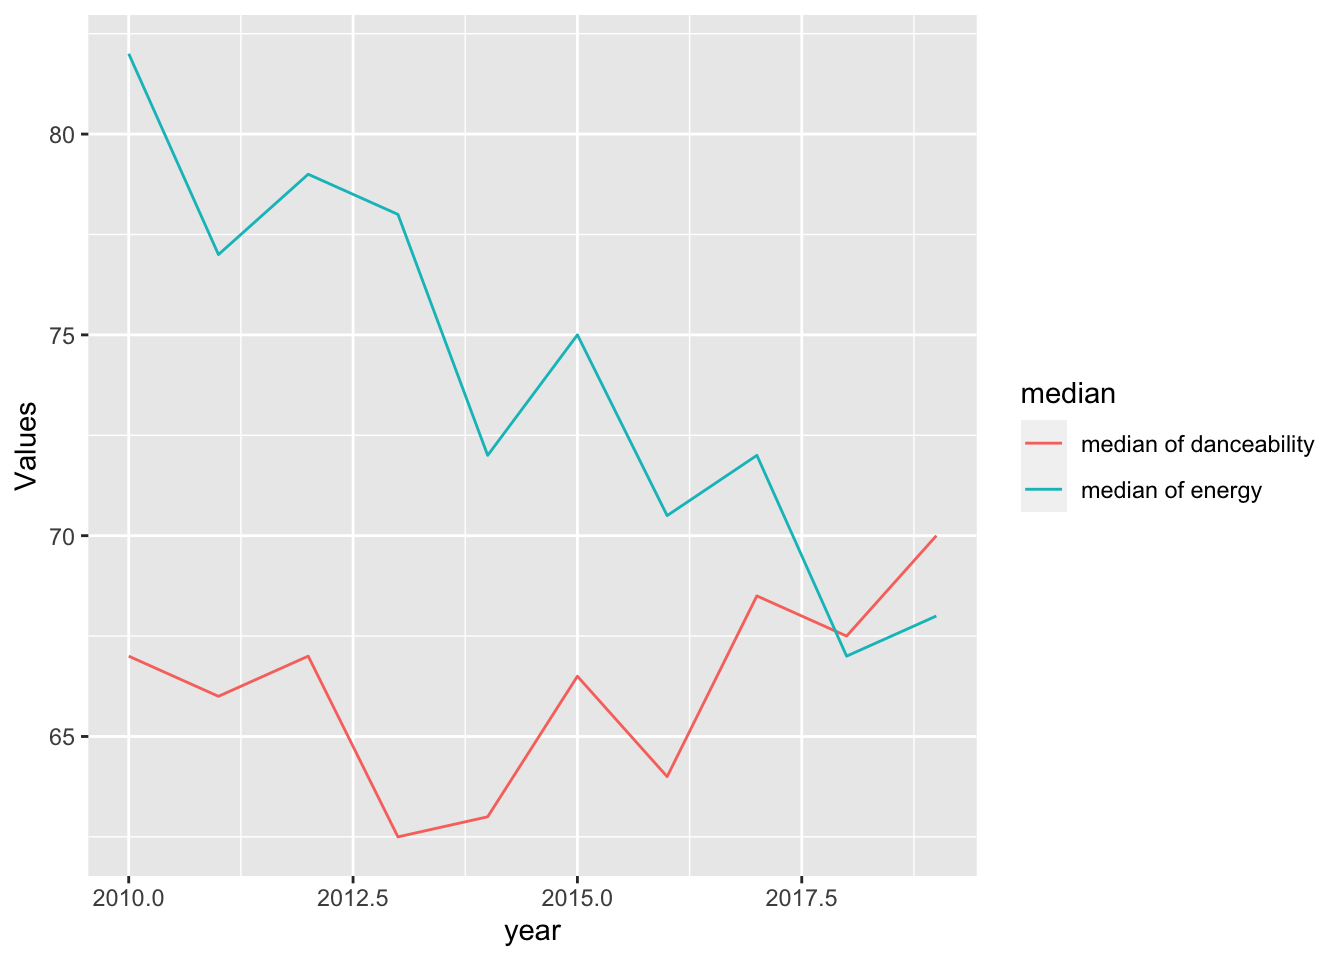 80
75
70
65
Values
2010.0 2012.5 2015.0 2017.5
year
median
median of danceability
median of energy